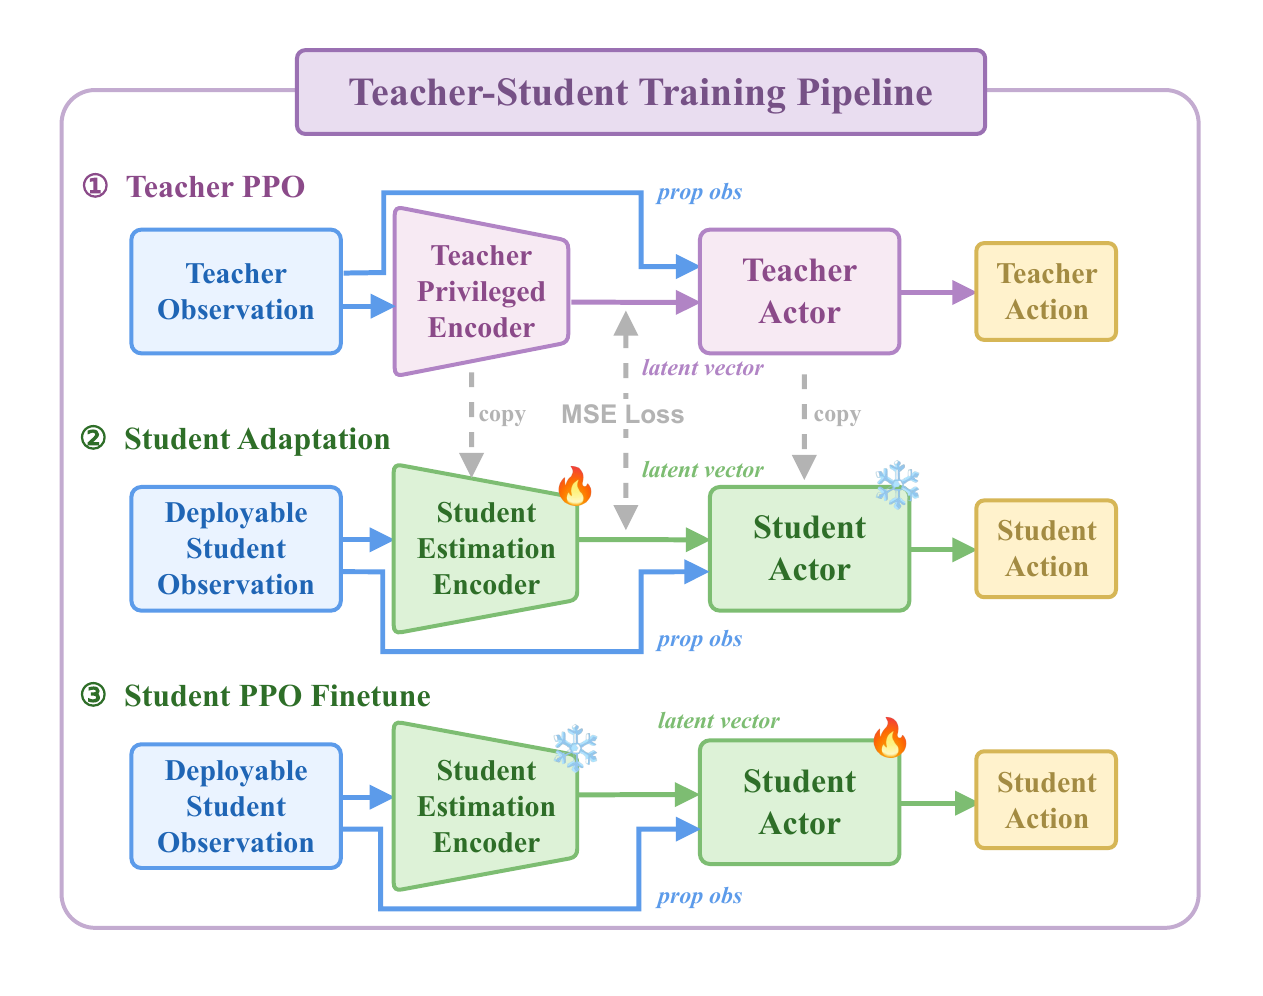 Teacher-Student Training Pipeline
① Teacher PPO
prop obs
Teacher
Observation
Teacher
Privileged
Encoder
Teacher
Actor
Teacher
Action
latent vector
copy
MSE Loss
copy
② Student Adaptation
latent vector
Deployable
Student
Observation
Student
Estimation
Encoder
Student
Actor
Student
Action
prop obs
③ Student PPO Finetune
latent vector
Deployable
Student
Observation
Student
Estimation
Encoder
Student
Actor
Student
Action
prop obs